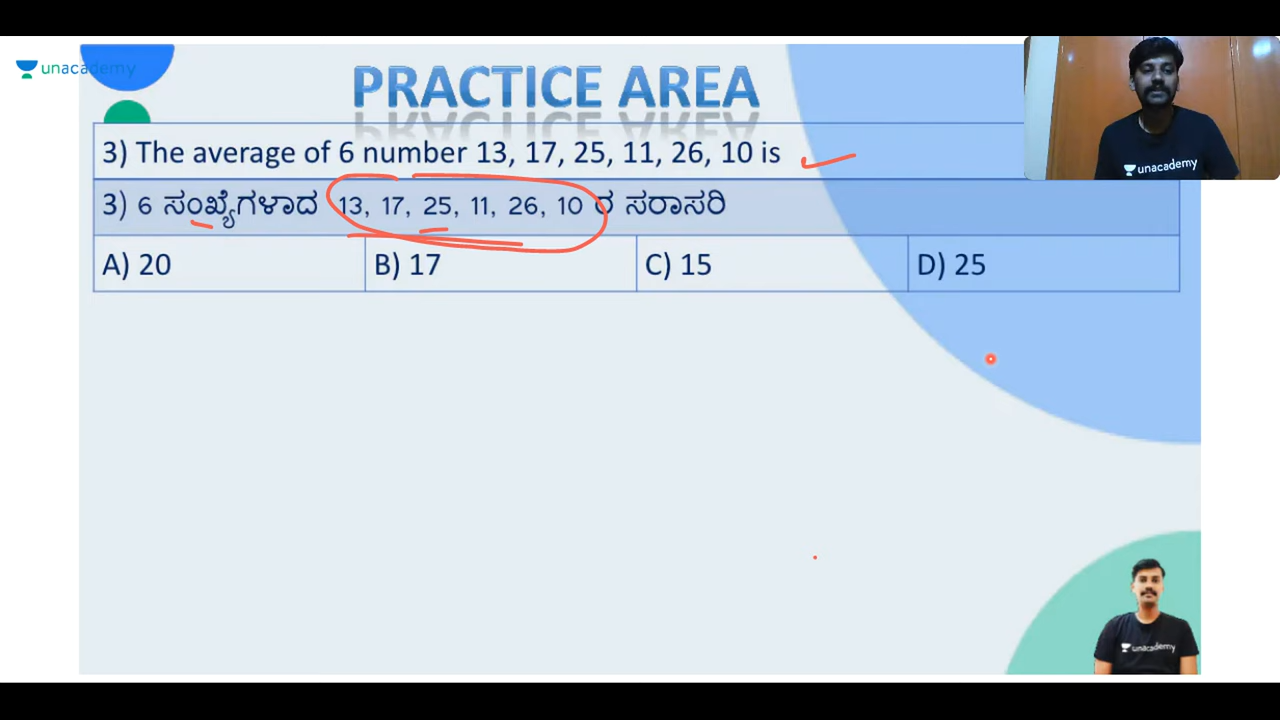 unacademy
PRACTICE AREA
3) The average of 6 number 13, 17, 25, 11, 26, 10 is
3) 6 ಸಂಖ್ಯೆಗಳಾದ 13, 17, 25, 11, 26, 10 ರ ಸರಾಸರಿ
A) 20 B) 17 C) 15 D) 25
unacademy
unacademy